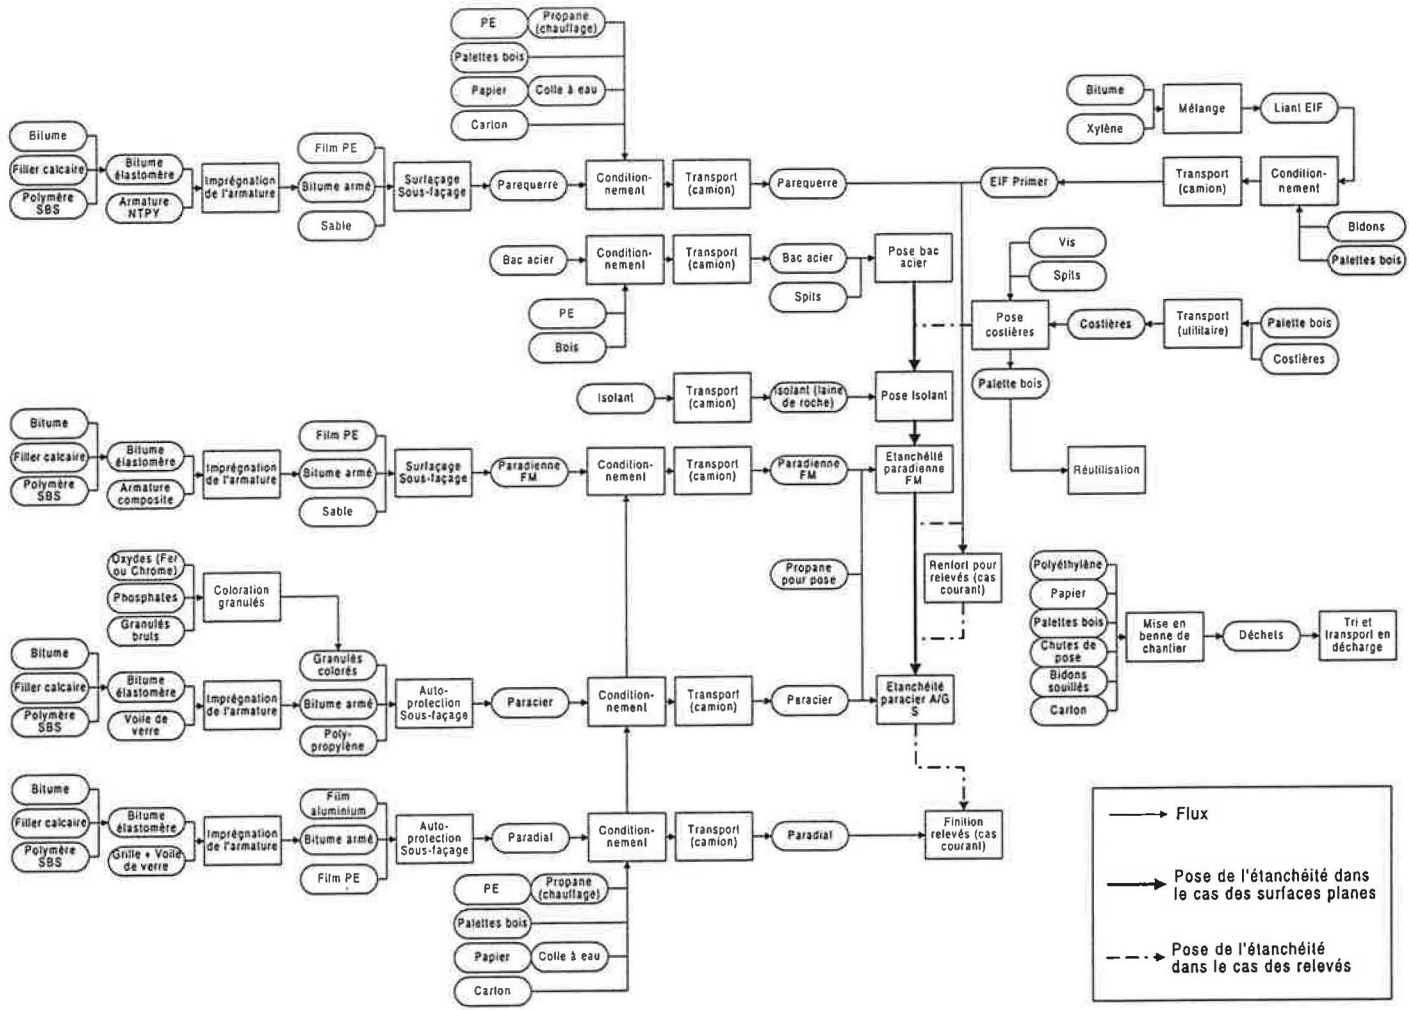 PE
Propane
(chauffage)
Palettes bois
Papier
Colle à eau
Carton
Bitume
Filler calcaire
Polymère
SBS
Bitume
élastomère
Armature
NTPY
Imprégnation
de l'armature
Film PE
Bitume armé
Sable
Surfaçage
Sous-façage
Parequerre
Condition-
nement
Transport
(camion)
Parequerre
EIF Primer
Bitume
Xylène
Mélange
Liant EIF
Transport
(camion)
Condition-
nement
Bidons
Palettes bois
Bac acier
Condition-
nement
Transport
(camion)
Bac acier
Spits
Pose bac
acier
PE
Bois
Vis
Spits
Pose
costières
Costières
Transport
(utilitaire)
Palette bois
Costières
Palette bois
Réutilisation
Isolant
Transport
(camion)
Isolant (laine
de roche)
Pose Isolant
Bitume
Filler calcaire
Polymère
SBS
Bitume
élastomère
Armature
composite
Imprégnation
de l'armature
Film PE
Bitume armé
Sable
Surfaçage
Sous-façage
Paradienne
FM
Condition-
nement
Transport
(camion)
Paradienne
FM
Etanchéité
paradienne
FM
Oxydes (Fer
ou Chrome)
Phosphates
Granulés
bruts
Coloration
granulés
Propane
pour pose
Renfort pour
relevés (cas
courant)
Bitume
Filler calcaire
Polymère
SBS
Bitume
élastomère
Voile de
verre
Imprégnation
de l'armature
Granulés
colorés
Bitume armé
Poly-
propylène
Auto-
protection
Sous-façage
Paracier
Condition-
nement
Transport
(camion)
Paracier
Etanchéité
paracier A/G
S
Polyéthylène
Papier
Palettes bois
Chutes de
pose
Bidons
souillés
Carton
Mise en
benne de
chantier
Déchets
Tri et
transport en
décharge
Bitume
Filler calcaire
Polymère
SBS
Bitume
élastomère
Grille + Voile
de verre
Imprégnation
de l'armature
Film
aluminium
Bitume armé
Film PE
Auto-
protection
Sous-façage
Paradial
Condition-
nement
Transport
(camion)
Paradial
Finition
relevés (cas
courant)
PE
Propane
(chauffage)
Palettes bois
Papier
Colle à eau
Carton
Flux
Pose de l'étanchéité dans
le cas des surfaces planes
Pose de l'étanchéité
dans le cas des relevés